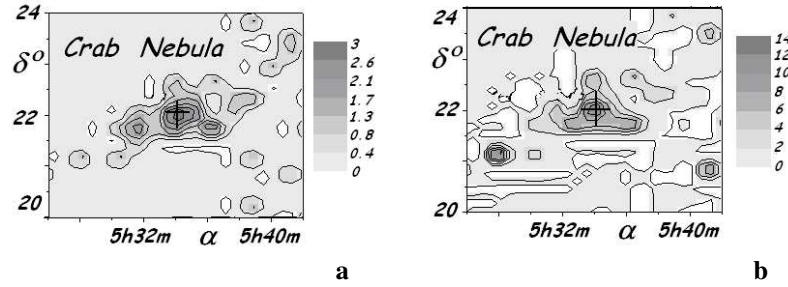 24
22
20
δ°
Crab Nebula
3
2.6
2.1
1.7
1.3
0.8
0.4
0
5h32m α 5h40m
a
24
22
20
δ°
Crab Nebula
14
12
10
8
6
4
2
0
5h32m α 5h40m
b